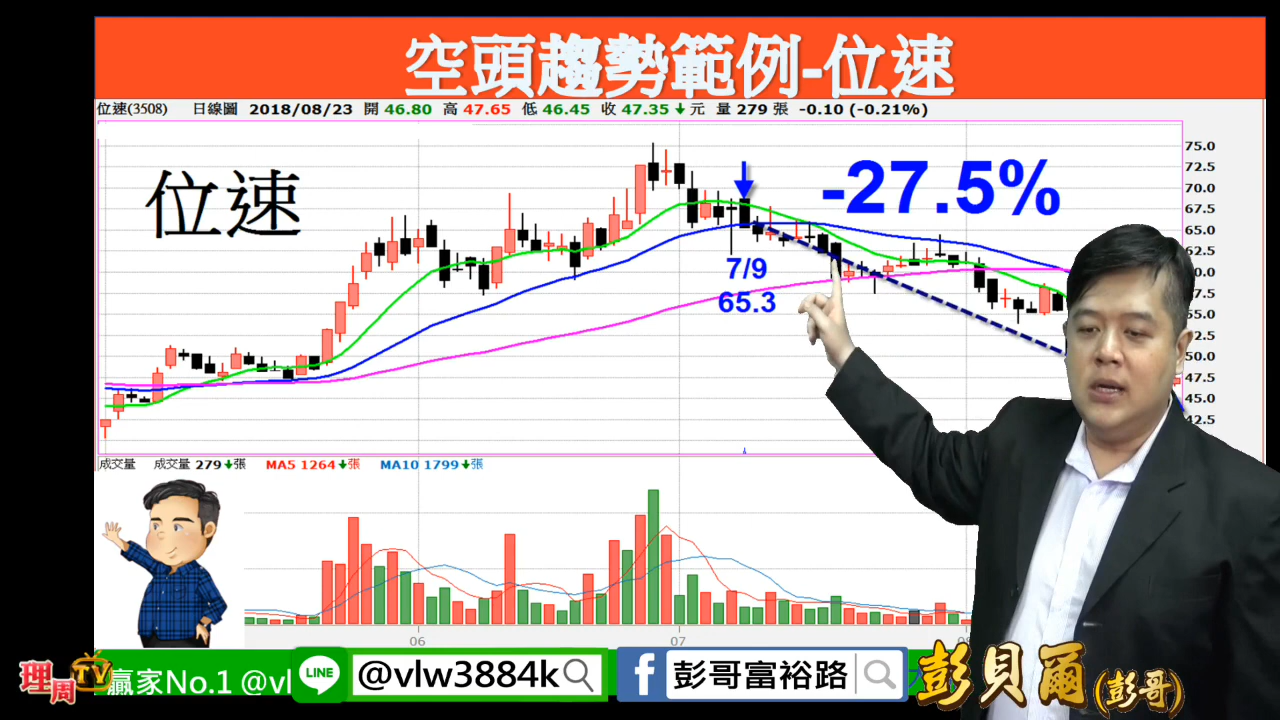 空頭趨勢範例-位速
位速(3508) 日線圖 2018/08/23 開 46.80 高 47.65 低 46.45 收 47.35 元 量 279 張 -0.10 (-0.21%)
位速
-27.5%
7/9
65.3
75.0
72.5
70.0
67.5
65.0
62.5
60.0
57.5
55.0
52.5
50.0
47.5
45.0
42.5
成交量 成交量 279 張 MA5 1264 張 MA10 1799 張
06 07
理周TV
贏家No.1 @vl
LINE @vlw3884k
f 彭哥富裕路
彭貝爾(彭哥)